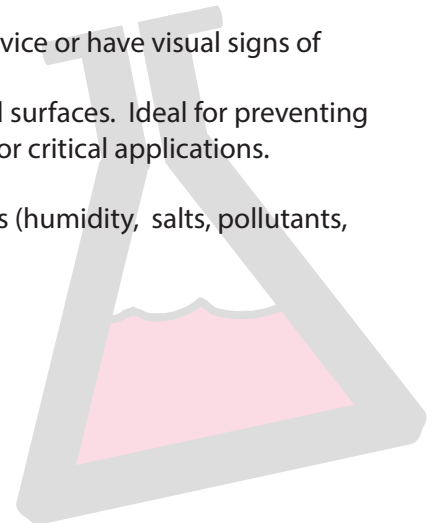 vice or have visual signs of
surfaces.  Ideal for preventing
or critical applications.
s (humidity,  salts, pollutants,